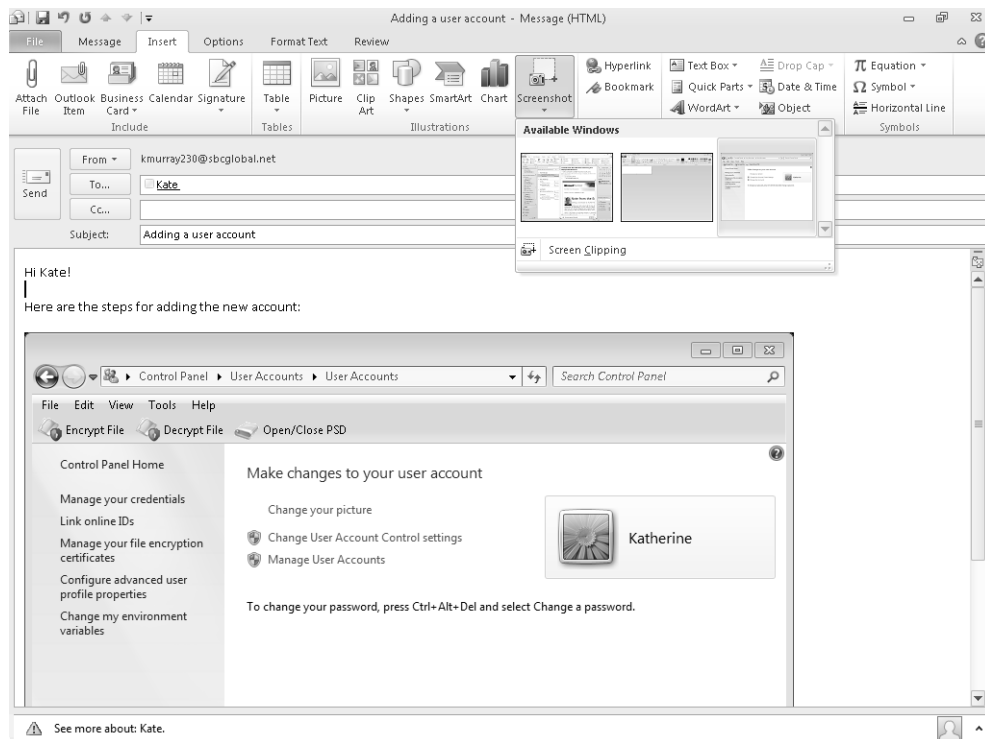 Adding a user account - Message (HTML)
File Message Insert Options Format Text Review
Attach File
Outlook Item
Business Card
Calendar
Signature
Include
Table
Tables
Picture
Clip Art
Shapes
SmartArt
Chart
Screenshot
Illustrations
Hyperlink
Bookmark
Text Box
Quick Parts
WordArt
Drop Cap
Date & Time
Object
Equation
Symbol
Horizontal Line
Symbols
Available Windows
Screen Clipping
Send
From kmurray230@sbcglobal.net
To... Kate
Cc...
Subject: Adding a user account
Hi Kate!
Here are the steps for adding the new account:
Control Panel User Accounts User Accounts
Search Control Panel
File Edit View Tools Help
Encrypt File Decrypt File Open/Close PSD
Control Panel Home
Manage your credentials
Link online IDs
Manage your file encryption
certificates
Configure advanced user
profile properties
Change my environment
variables
Make changes to your user account
Change your picture
Change User Account Control settings
Manage User Accounts
Katherine
To change your password, press Ctrl+Alt+Del and select Change a password.
See more about: Kate.